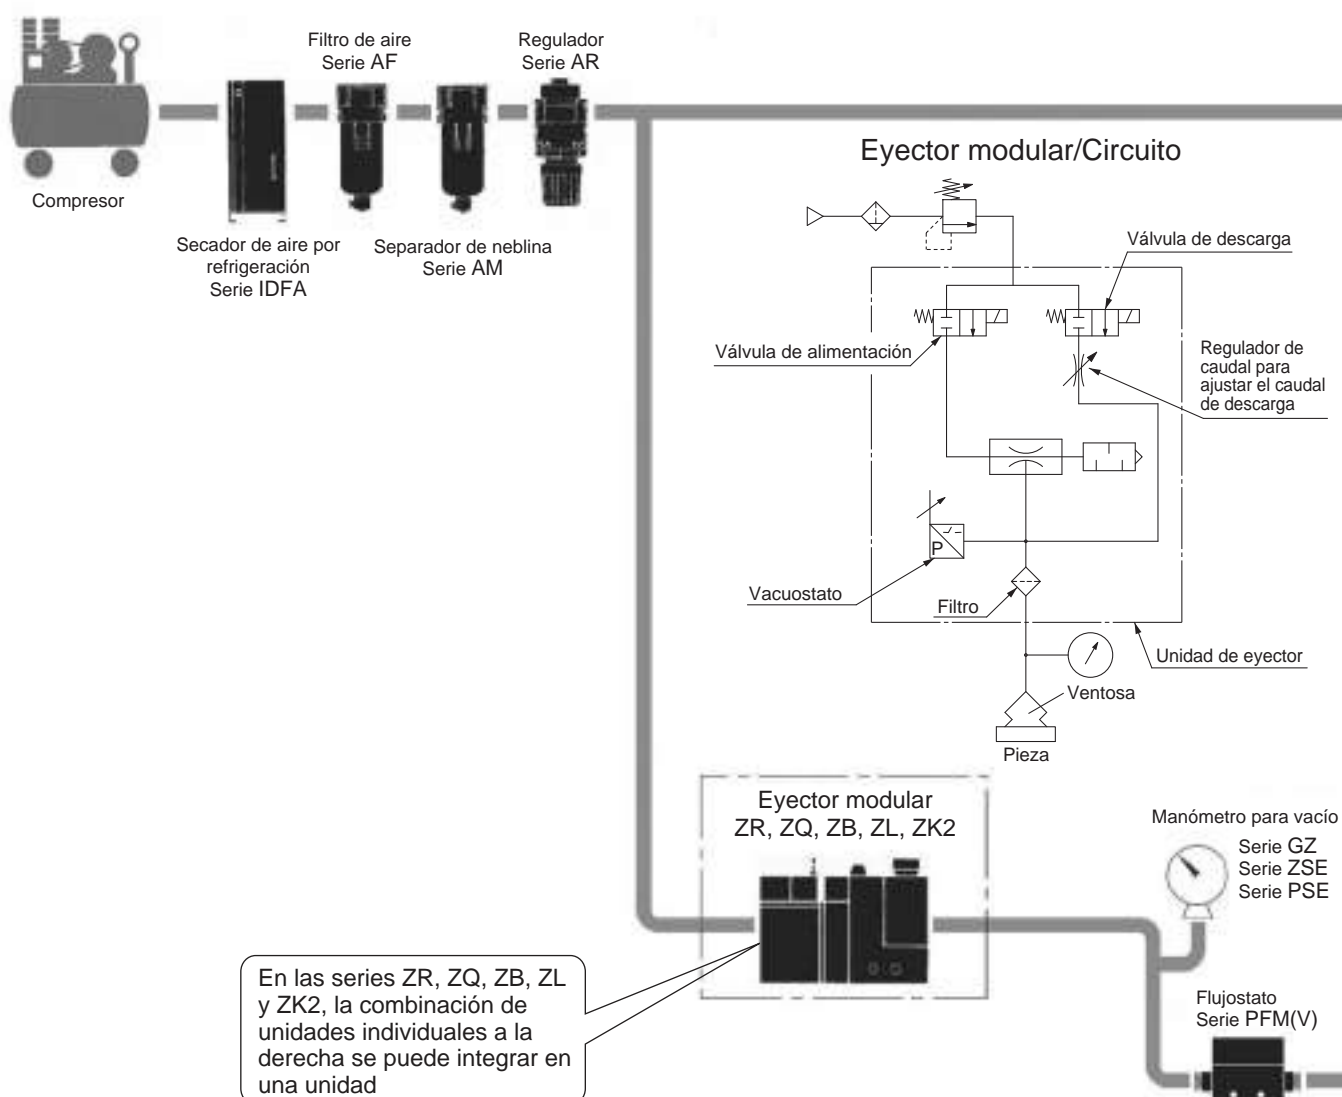 Filtro de aire
Serie AF
Regulador
Serie AR
Compresor
Secador de aire por
refrigeración
Serie IDFA
Separador de neblina
Serie AM
Eyector modular/Circuito
Válvula de descarga
Válvula de alimentación
Regulador de
caudal para
ajustar el caudal
de descarga
P
Vacuostato
Filtro
Unidad de eyector
Ventosa
Pieza
Eyector modular
ZR, ZQ, ZB, ZL, ZK2
Manómetro para vacío
Serie GZ
Serie ZSE
Serie PSE
En las series ZR, ZQ, ZB, ZL
y ZK2, la combinación de
unidades individuales a la
derecha se puede integrar en
una unidad
Flujostato
Serie PFM(V)